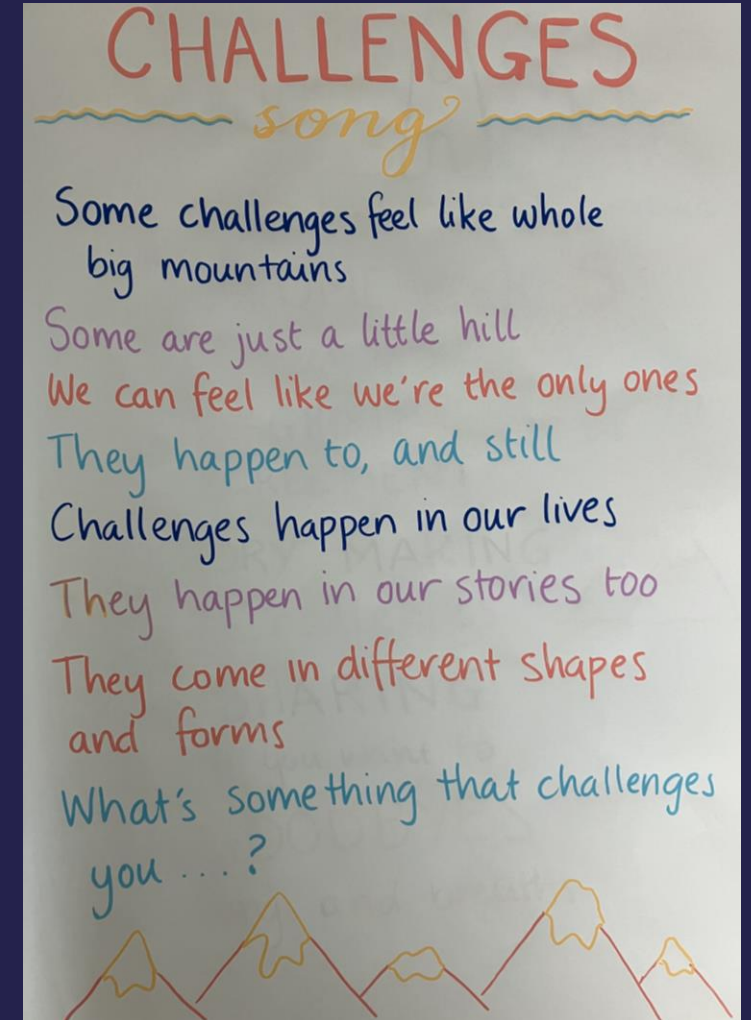 CHALLENGES
song
Some challenges feel like whole
big mountains
Some are just a little hill
We can feel like we're the only ones
They happen to, and still
Challenges happen in our lives
They happen in our stories too
They come in different shapes
and forms
What's something that challenges
you ...?